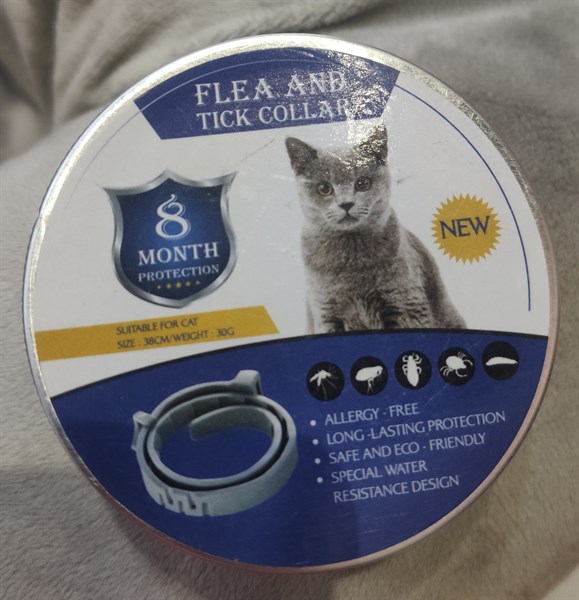 FLEA AND
TICK COLLAR
8
MONTH
PROTECTION
NEW
SUITABLE FOR CAT
SIZE : 38CM/WEIGHT : 30G
• ALLERGY - FREE
• LONG -LASTING PROTECTION
• SAFE AND ECO - FRIENDLY
• SPECIAL WATER
RESISTANCE DESIGN